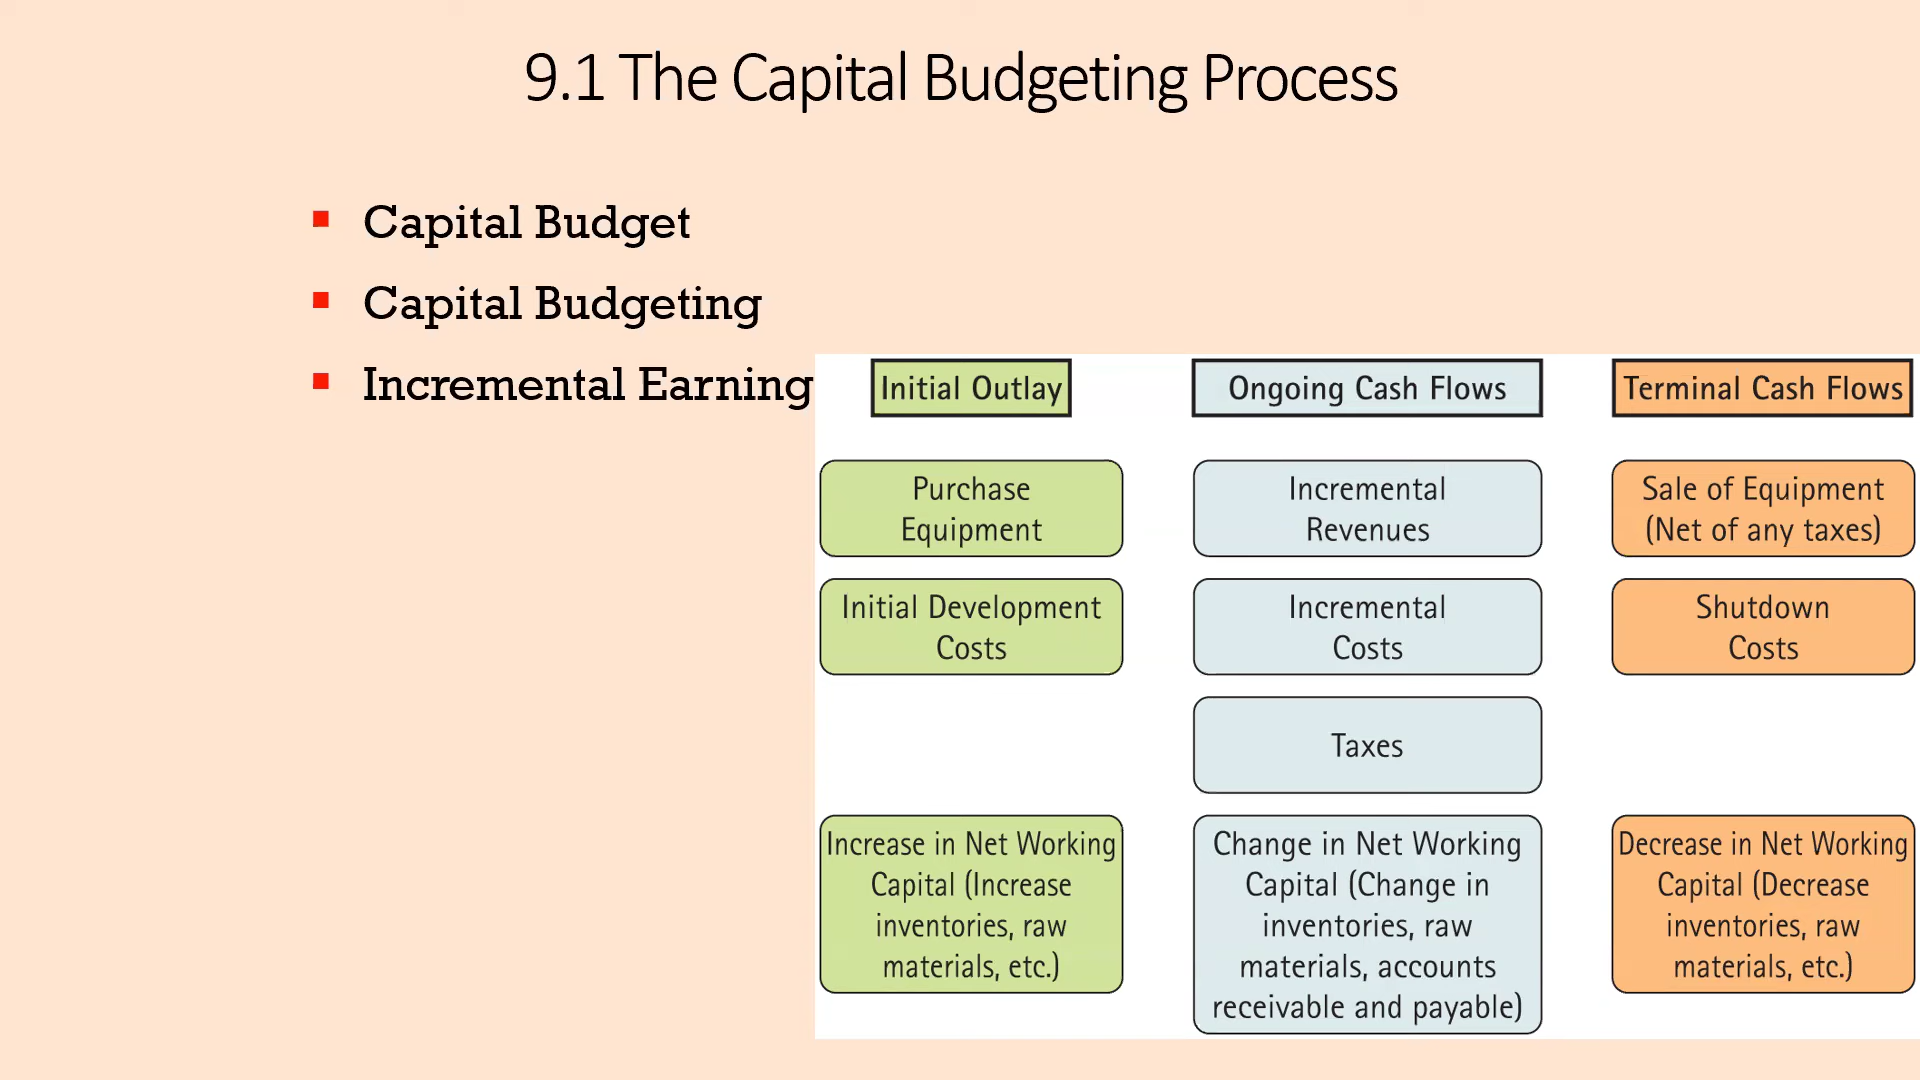 9.1 The Capital Budgeting Process
Capital Budget
Capital Budgeting
Incremental Earning
Initial Outlay
Purchase
Equipment
Initial Development
Costs
Increase in Net Working
Capital (Increase
inventories, raw
materials, etc.)
Ongoing Cash Flows
Incremental
Revenues
Incremental
Costs
Taxes
Change in Net Working
Capital (Change in
inventories, raw
materials, accounts
receivable and payable)
Terminal Cash Flows
Sale of Equipment
(Net of any taxes)
Shutdown
Costs
Decrease in Net Working
Capital (Decrease
inventories, raw
materials, etc.)